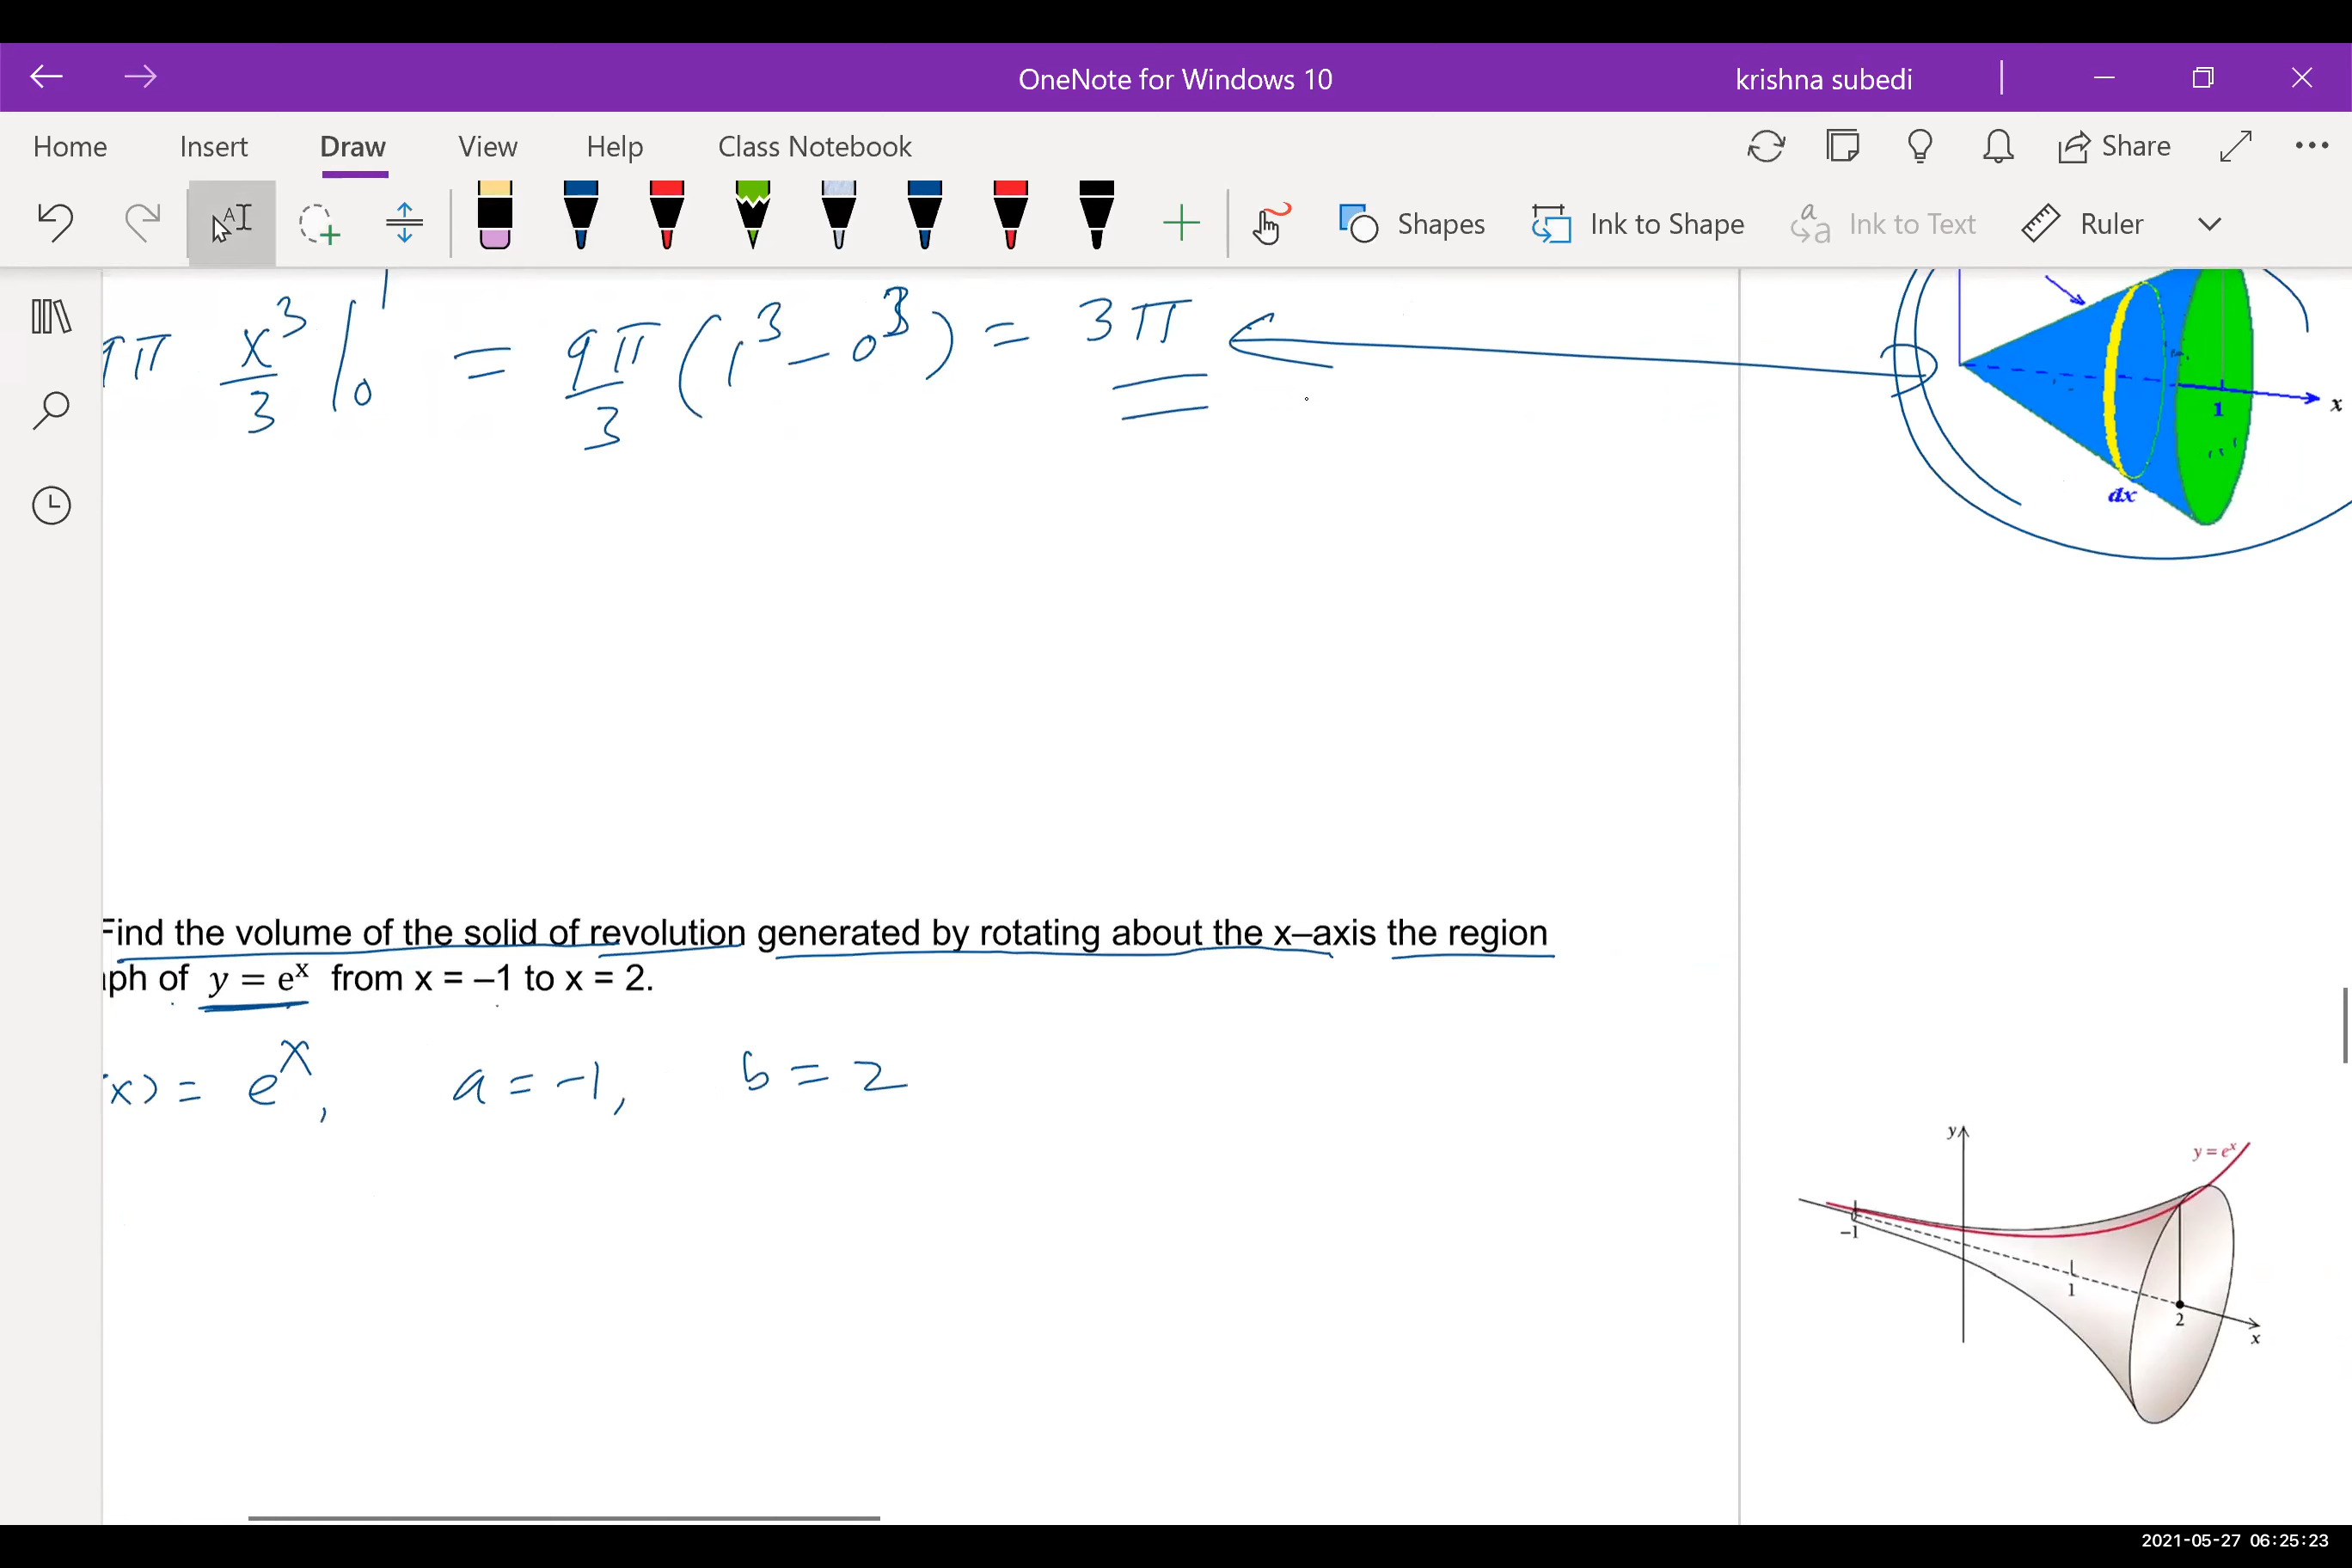 OneNote for Windows 10
krishna subedi
Home Insert Draw View Help Class Notebook Share
Shapes Ink to Shape Ink to Text Ruler
π x³/3 |₀¹ = 9π/3 (1³ - 0³) = 3π
1
x
dx
Find the volume of the solid of revolution generated by rotating about the x–axis the region
ph of y = eˣ from x = –1 to x = 2.
x) = eˣ, a = -1, b = 2
y
y = eˣ
-1
1
2
x
2021-05-27 06:25:23